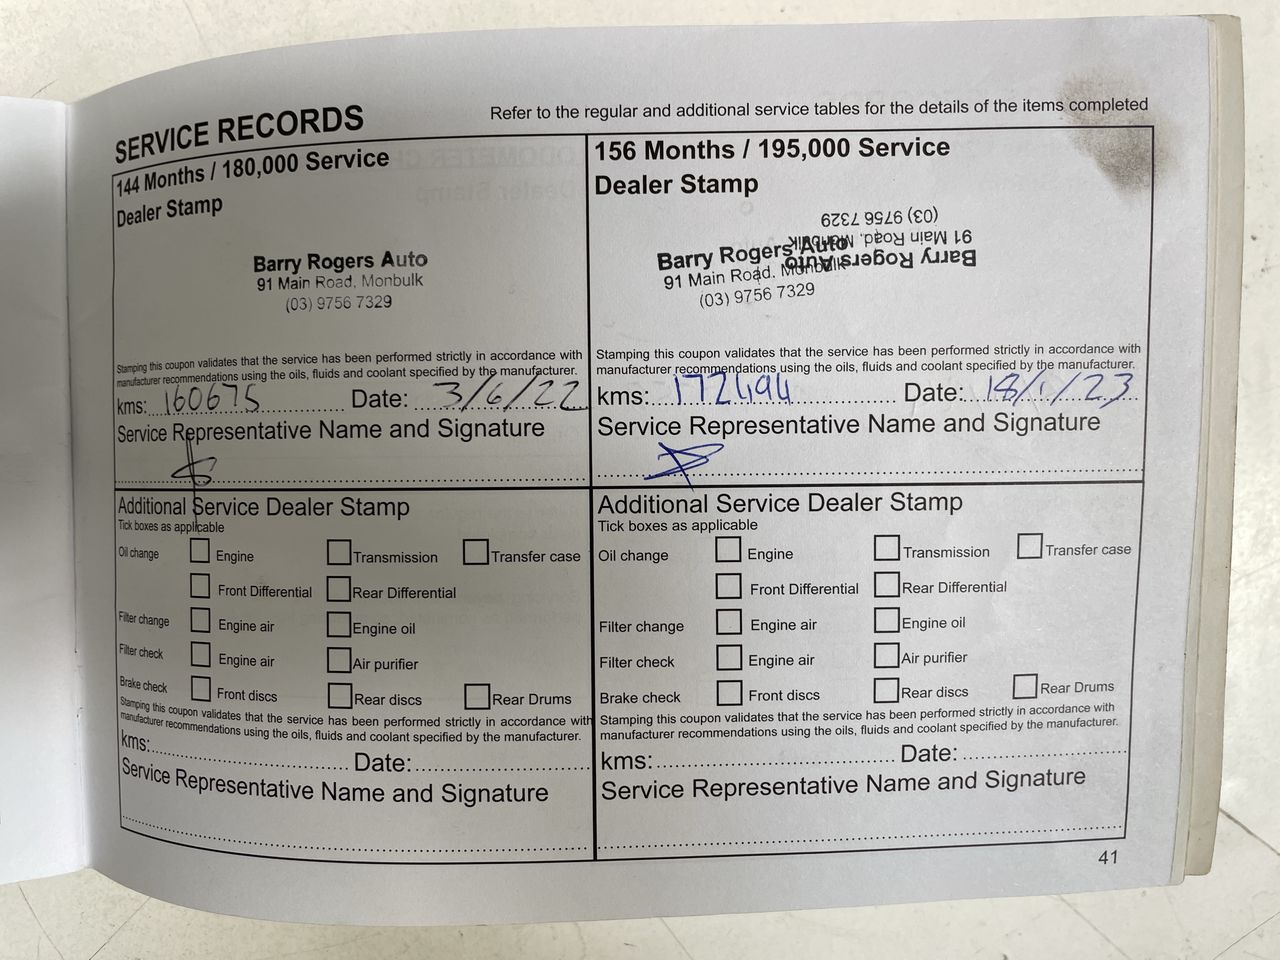 SERVICE RECORDS
Refer to the regular and additional service tables for the details of the items completed
144 Months / 180,000 Service
Dealer Stamp
Barry Rogers Auto
91 Main Road, Monbulk
(03) 9756 7329
Stamping this coupon validates that the service has been performed strictly in accordance with
manufacturer recommendations using the oils, fluids and coolant specified by the manufacturer.
kms: 160675 Date: 3/6/22
Service Representative Name and Signature
Additional Service Dealer Stamp
Tick boxes as applicable
Oil change Engine Transmission Transfer case
Front Differential Rear Differential
Filter change Engine air Engine oil
Filter check Engine air Air purifier
Brake check Front discs Rear discs Rear Drums
Stamping this coupon validates that the service has been performed strictly in accordance with
manufacturer recommendations using the oils, fluids and coolant specified by the manufacturer.
kms: Date:
Service Representative Name and Signature
156 Months / 195,000 Service
Dealer Stamp
(03) 9756 7329
91 Main Road, Monbulk
Barry Rogers Auto
Barry Rogers Auto
91 Main Road, Monbulk
(03) 9756 7329
Stamping this coupon validates that the service has been performed strictly in accordance with
manufacturer recommendations using the oils, fluids and coolant specified by the manufacturer.
kms: 172494 Date: 18/1/23
Service Representative Name and Signature
Additional Service Dealer Stamp
Tick boxes as applicable
Oil change Engine Transmission Transfer case
Front Differential Rear Differential
Filter change Engine air Engine oil
Filter check Engine air Air purifier
Brake check Front discs Rear discs Rear Drums
Stamping this coupon validates that the service has been performed strictly in accordance with
manufacturer recommendations using the oils, fluids and coolant specified by the manufacturer.
kms: Date:
Service Representative Name and Signature
41